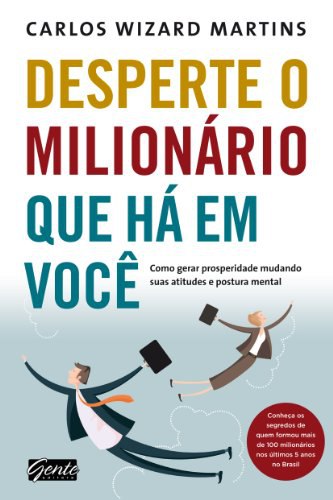 CARLOS WIZARD MARTINS
DESPERTE O
MILIONÁRIO
QUE HÁ EM
VOCÊ
Como gerar prosperidade mudando
suas atitudes e postura mental
Conheça os
segredos de
quem formou mais
de 100 milionários
nos últimos 5 anos
no Brasil
Gente
editora